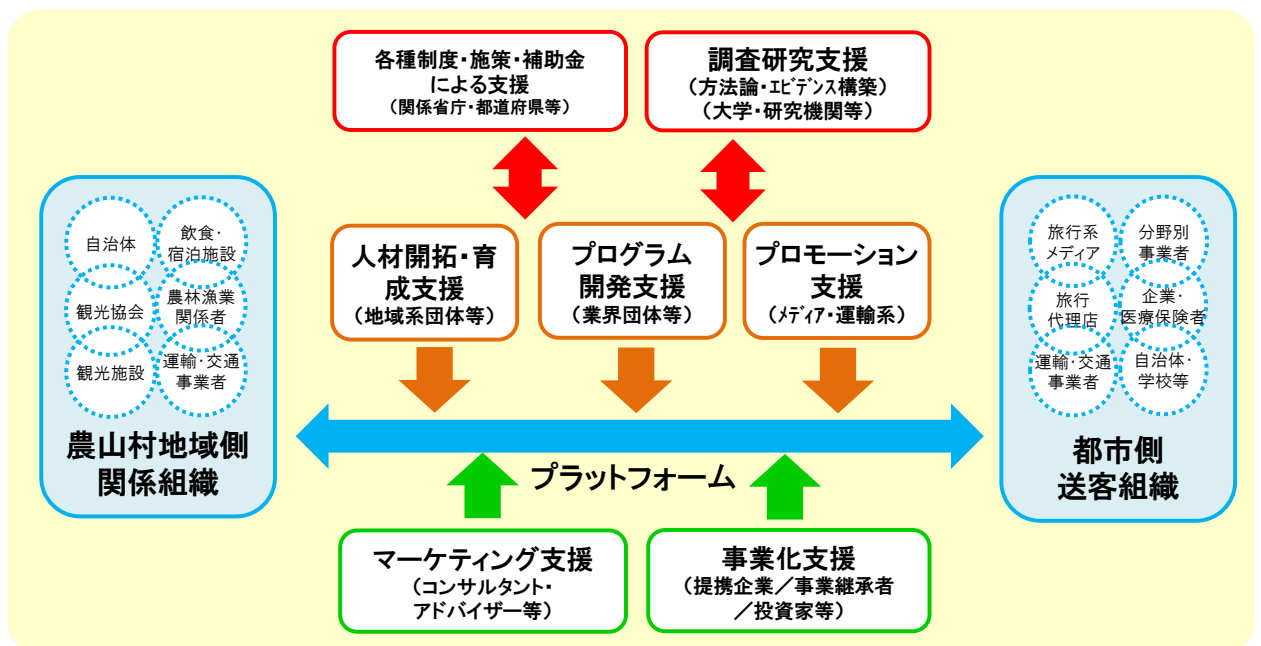 各種制度・施策・補助金
による支援
（関係省庁・都道府県等）
調査研究支援
（方法論・ｴﾋﾞﾃﾞﾝｽ構築）
（大学・研究機関等）
自治体
飲食・
宿泊施設
観光協会
農林漁業
関係者
観光施設
運輸・交通
事業者
農山村地域側
関係組織
人材開拓・育
成支援
（地域系団体等）
プログラム
開発支援
（業界団体等）
プロモーション
支援
（ﾒﾃﾞｨｱ・運輸系）
旅行系
メディア
分野別
事業者
旅行
代理店
企業・
医療保険者
運輸・交通
事業者
自治体・
学校等
都市側
送客組織
プラットフォーム
マーケティング支援
（コンサルタント・
アドバイザー等）
事業化支援
（提携企業／事業継承者
／投資家等）